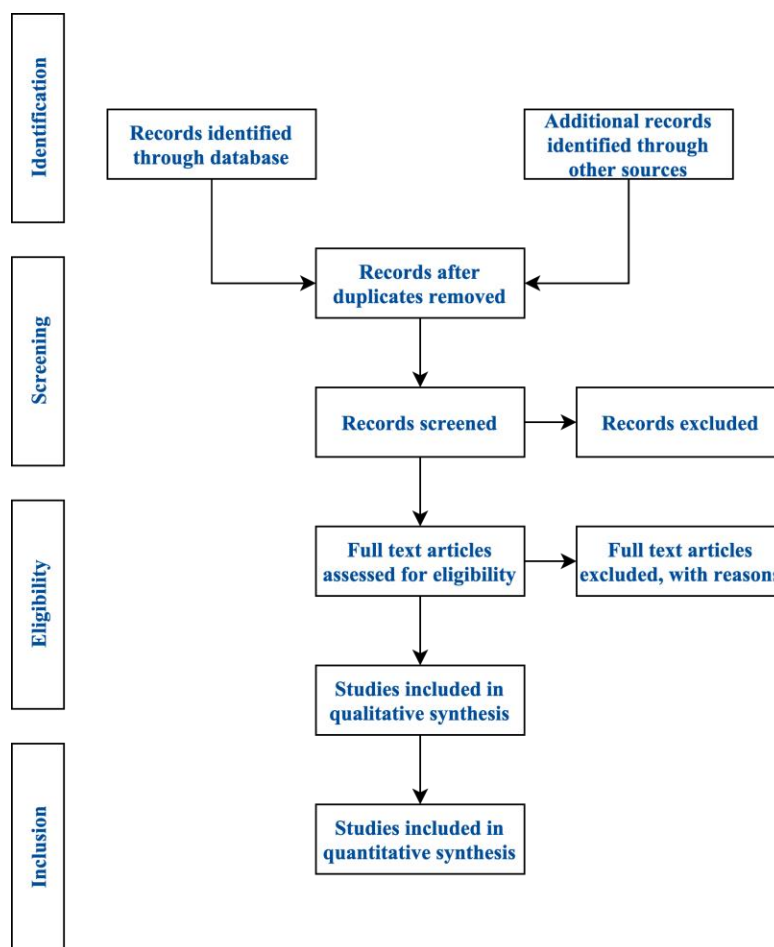 Identification
Records identified
through database
Additional records
identified through
other sources
Screening
Records after
duplicates removed
Records screened
Records excluded
Eligibility
Full text articles
assessed for eligibility
Full text articles
excluded, with reasons
Studies included in
qualitative synthesis
Inclusion
Studies included in
quantitative synthesis